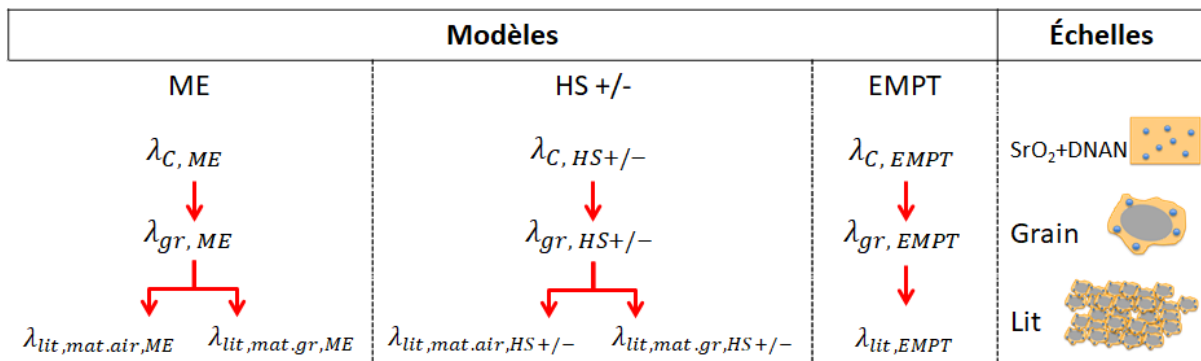 Modèles Échelles
ME HS +/- EMPT
λC, ME λC, HS+/− λC, EMPT SrO₂+DNAN
λgr, ME λgr, HS+/− λgr, EMPT Grain
λlit,mat.air,ME λlit,mat.gr,ME λlit,mat.air,HS+/− λlit,mat.gr,HS+/− λlit,EMPT Lit